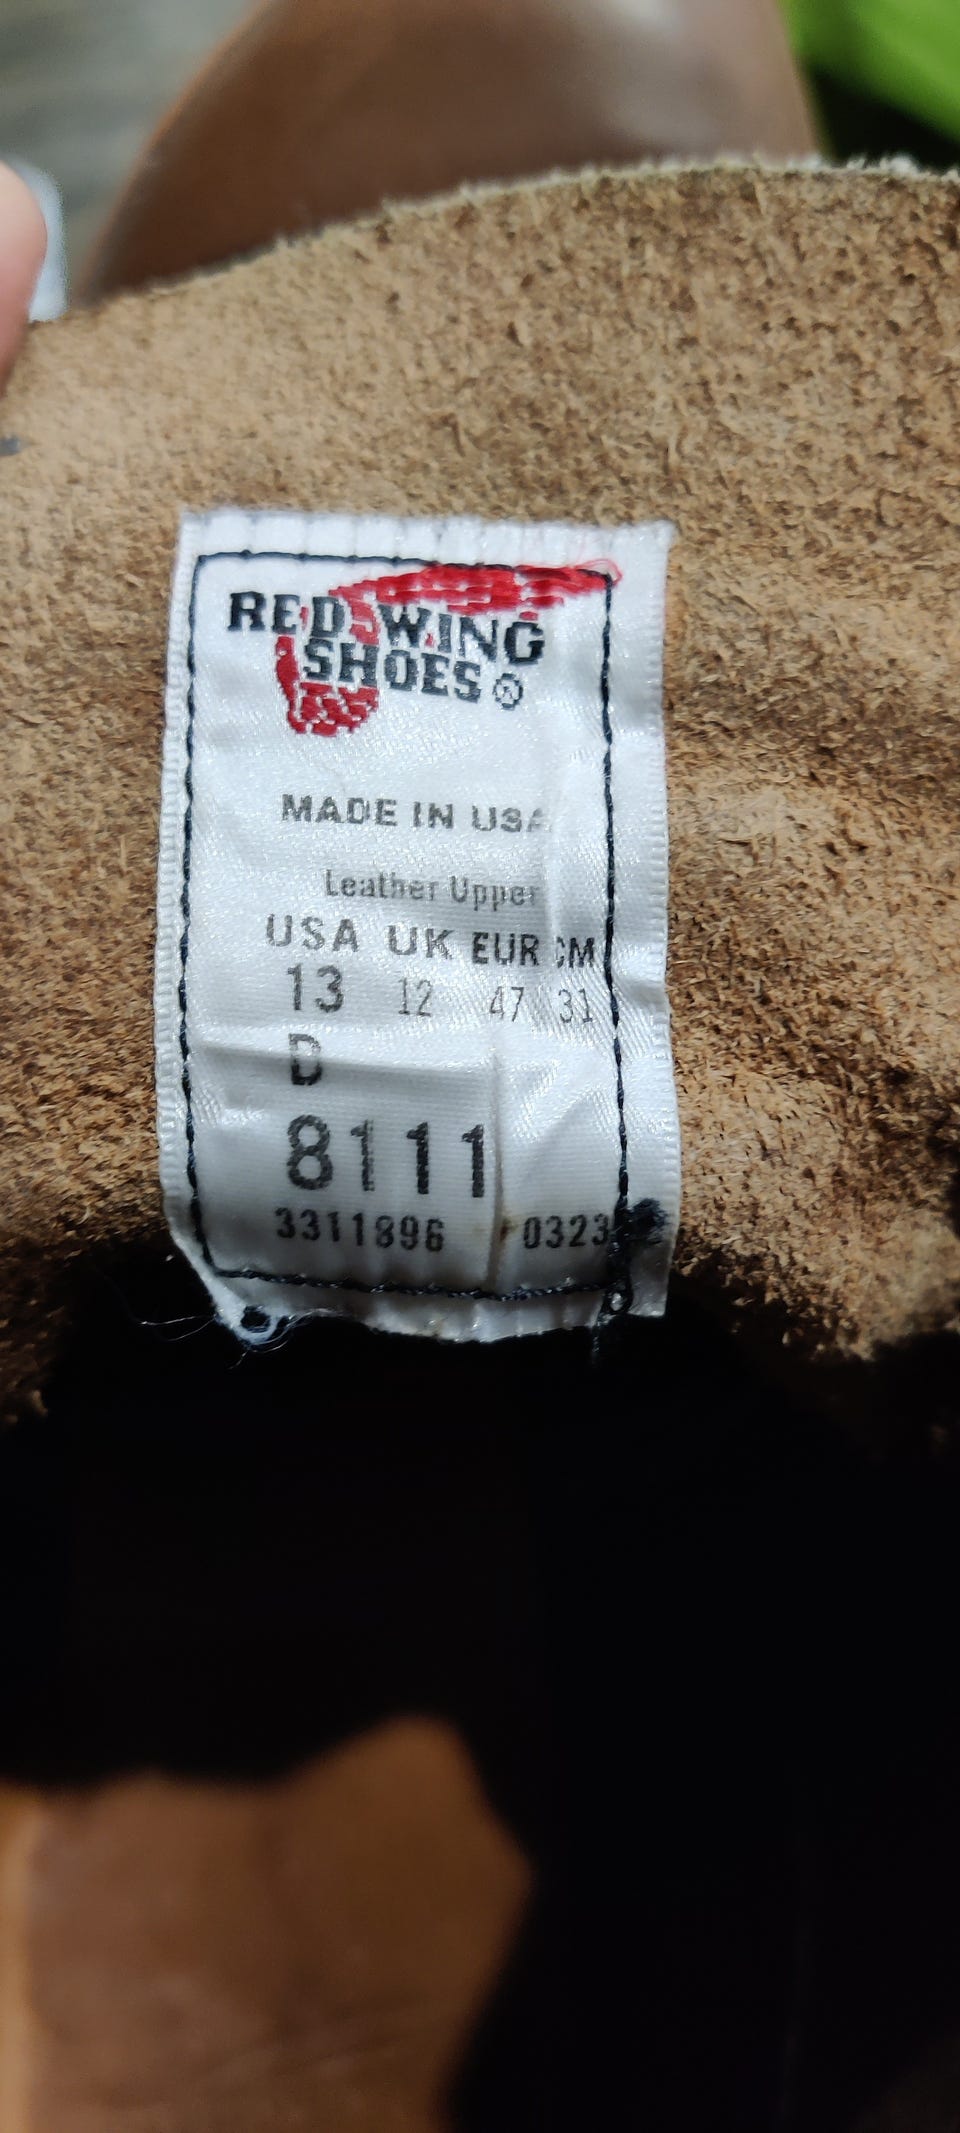 RED WING
SHOES ®
MADE IN USA
Leather Upper
USA UK EUR CM
13 12 47 31
D
8111
3311896 0323